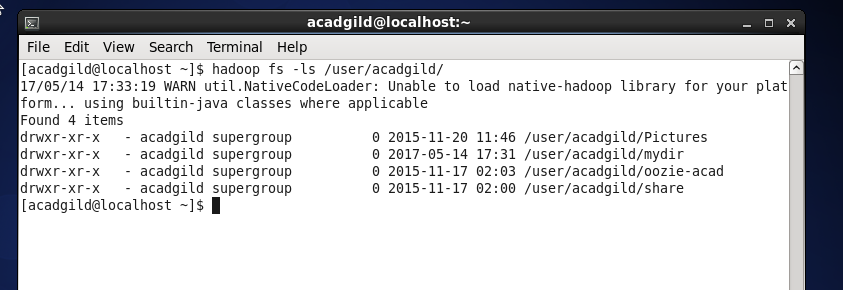 acadgild@localhost:~
File Edit View Search Terminal Help
[acadgild@localhost ~]$ hadoop fs -ls /user/acadgild/
17/05/14 17:33:19 WARN util.NativeCodeLoader: Unable to load native-hadoop library for your plat
form... using builtin-java classes where applicable
Found 4 items
drwxr-xr-x   - acadgild supergroup          0 2015-11-20 11:46 /user/acadgild/Pictures
drwxr-xr-x   - acadgild supergroup          0 2017-05-14 17:31 /user/acadgild/mydir
drwxr-xr-x   - acadgild supergroup          0 2015-11-17 02:03 /user/acadgild/oozie-acad
drwxr-xr-x   - acadgild supergroup          0 2015-11-17 02:00 /user/acadgild/share
[acadgild@localhost ~]$